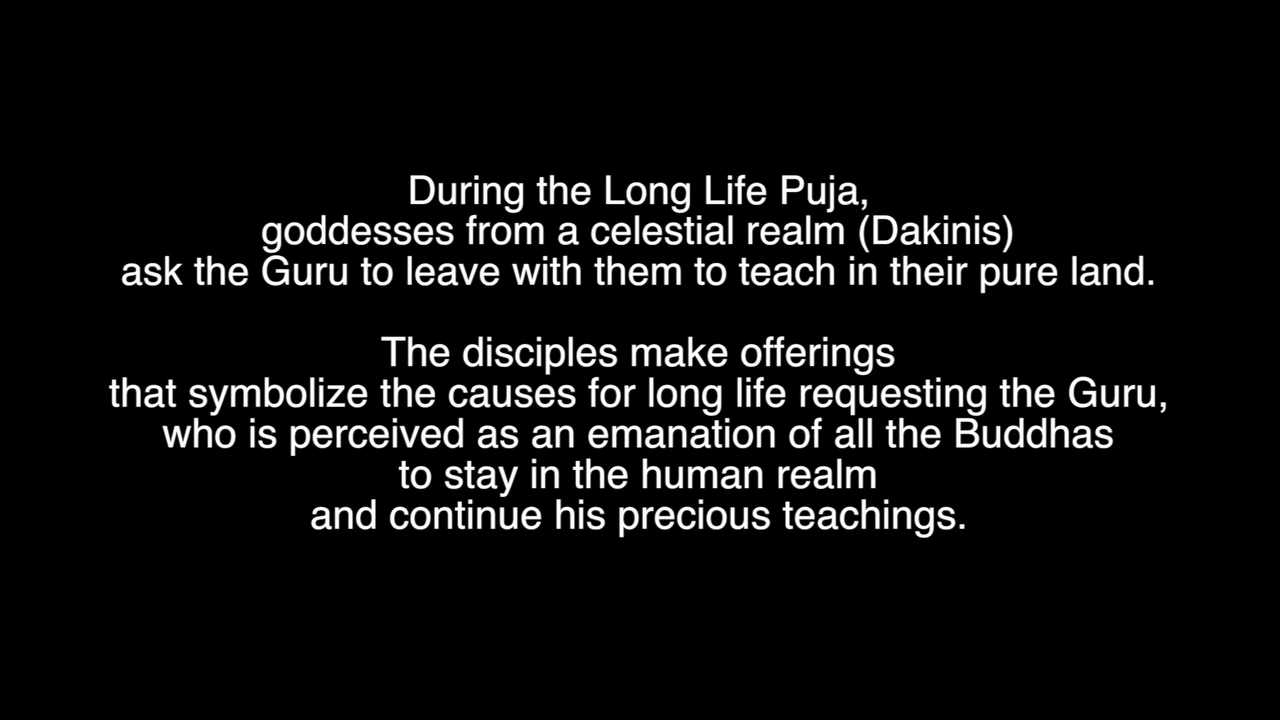 During the Long Life Puja,
goddesses from a celestial realm (Dakinis)
ask the Guru to leave with them to teach in their pure land.
The disciples make offerings
that symbolize the causes for long life requesting the Guru,
who is perceived as an emanation of all the Buddhas
to stay in the human realm
and continue his precious teachings.